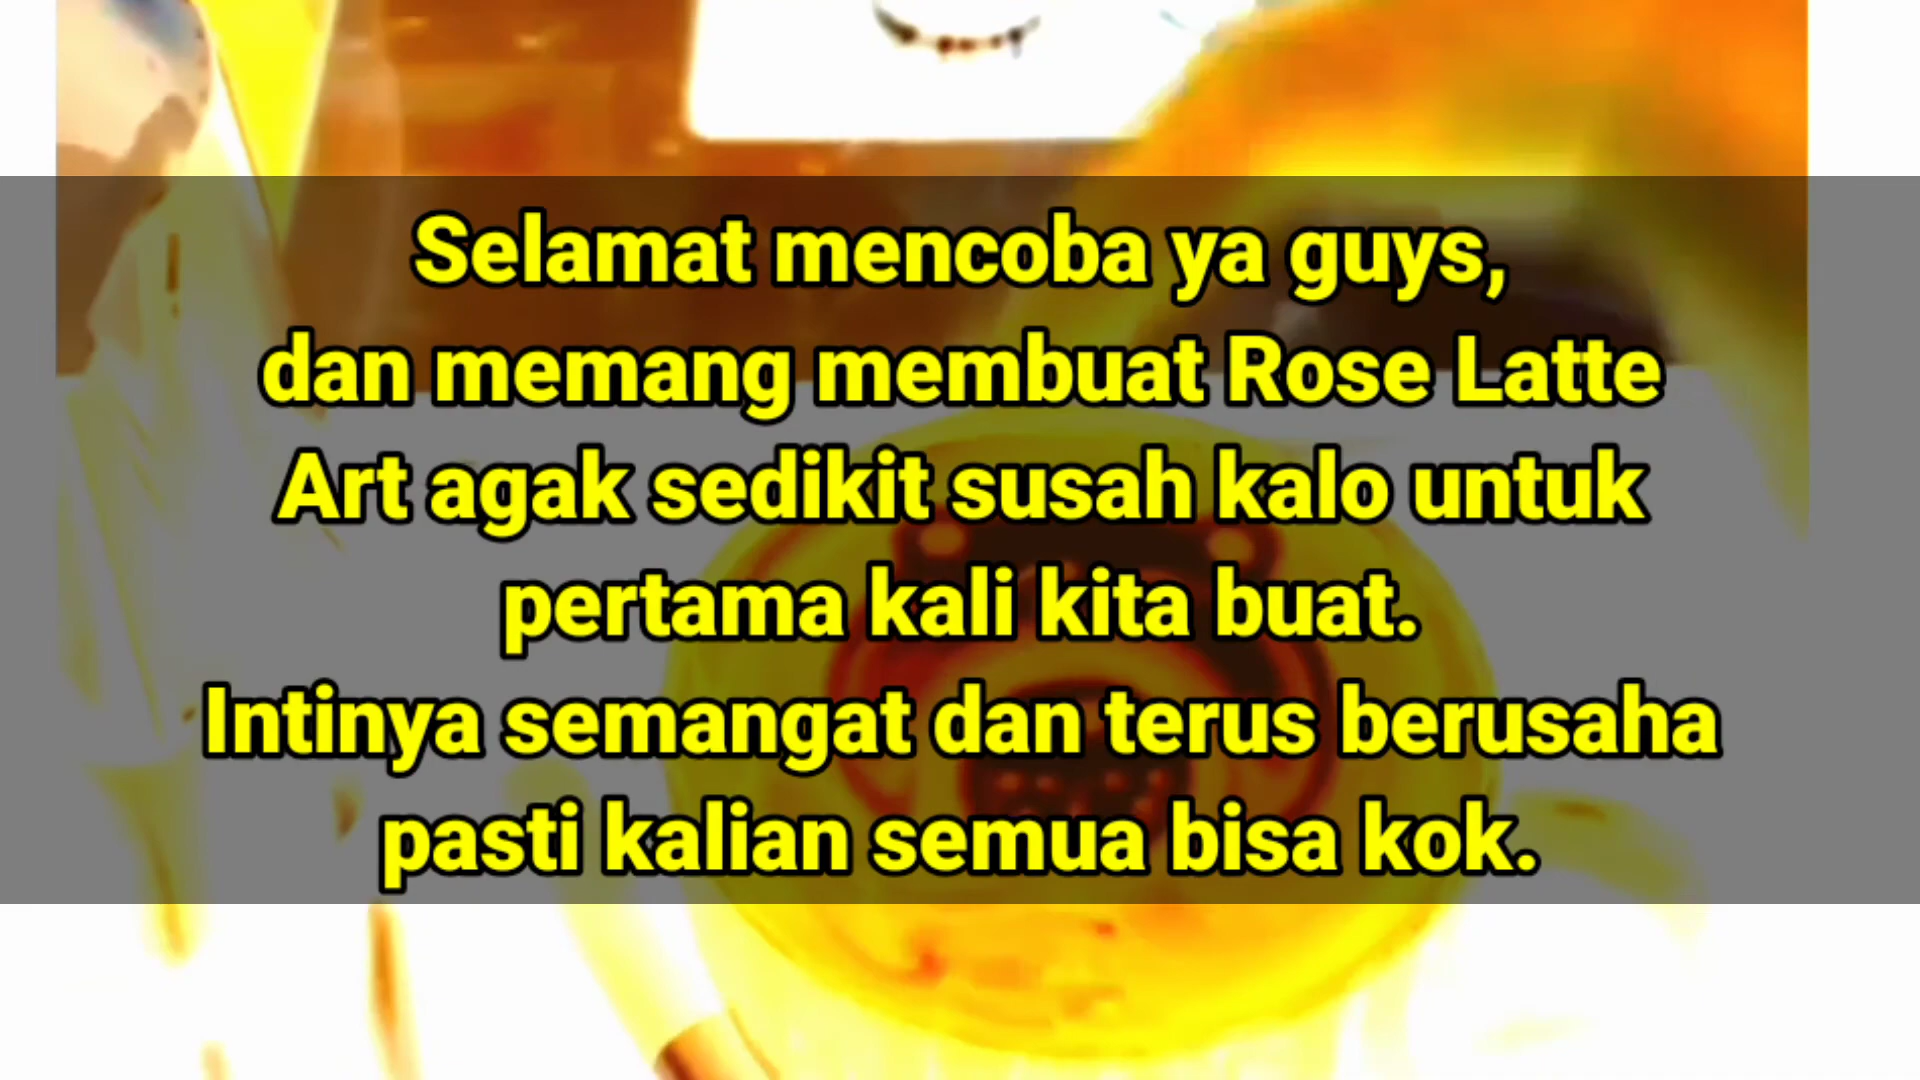 Selamat mencoba ya guys,
dan memang membuat Rose Latte
Art agak sedikit susah kalo untuk
pertama kali kita buat.
Intinya semangat dan terus berusaha
pasti kalian semua bisa kok.